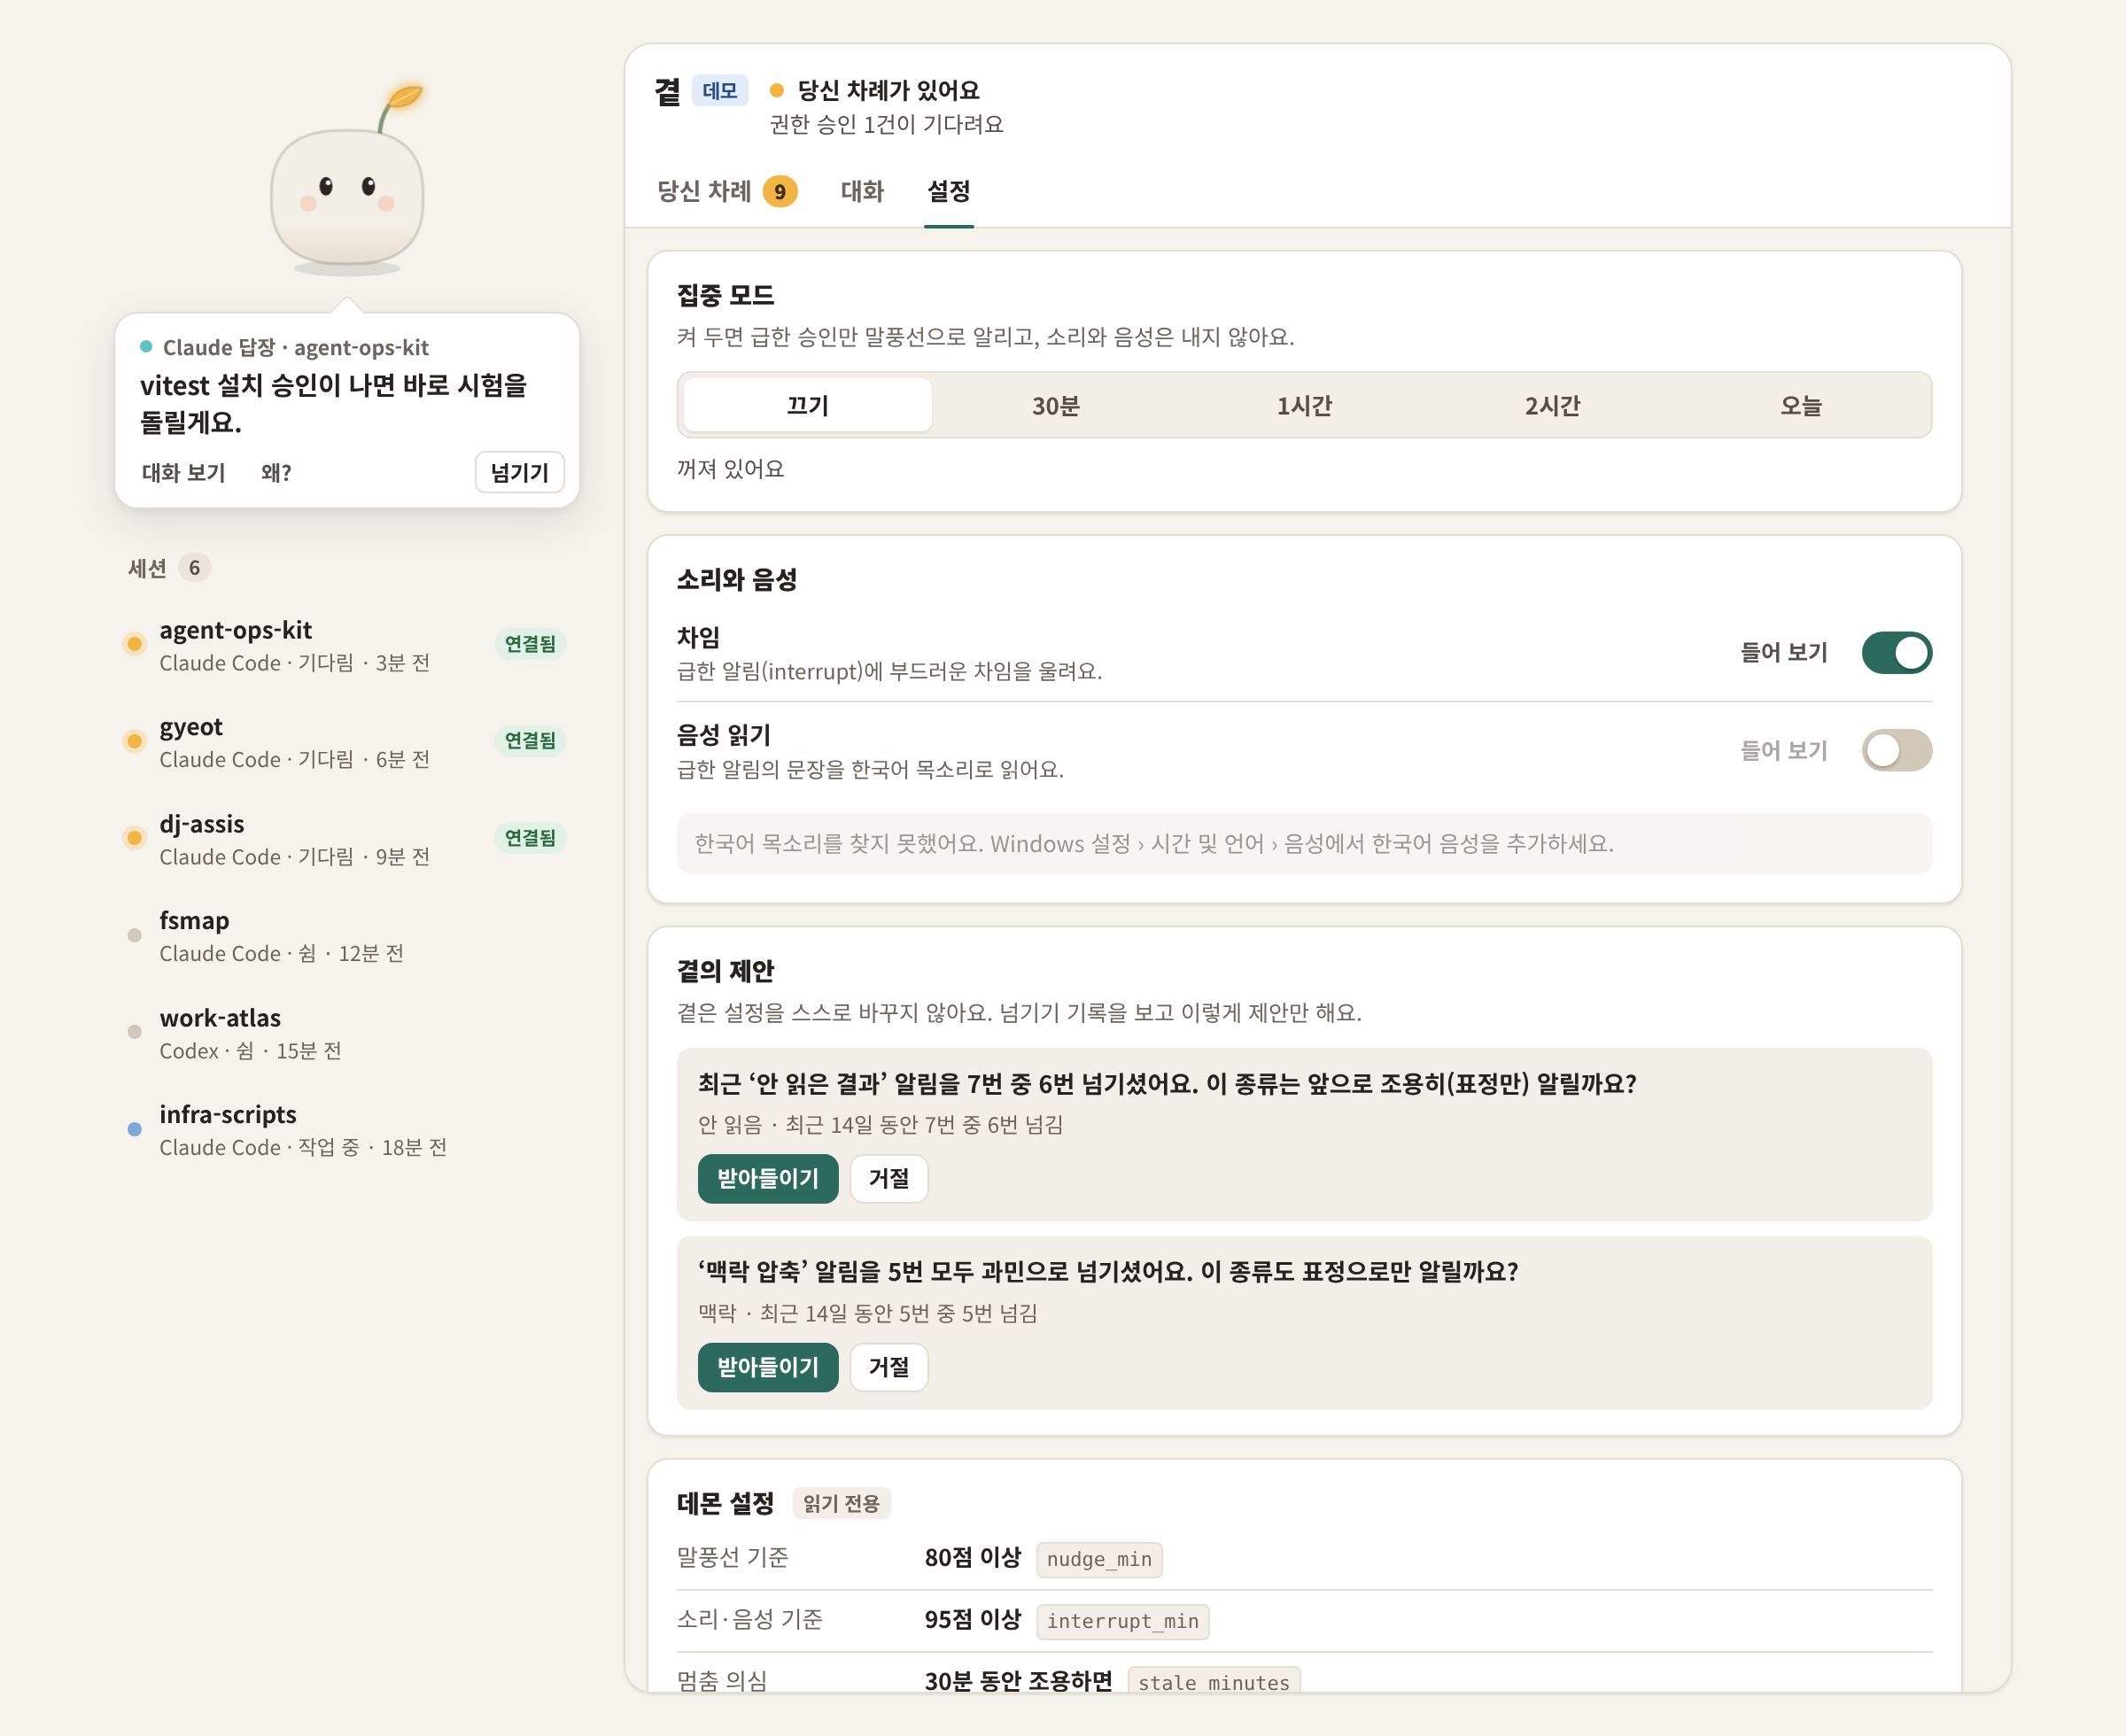 Claude 답장 · agent-ops-kit
vitest 설치 승인이 나면 바로 시험을
돌릴게요.
대화 보기 왜? 넘기기
세션 6
agent-ops-kit
Claude Code · 기다림 · 3분 전
연결됨
gyeot
Claude Code · 기다림 · 6분 전
연결됨
dj-assis
Claude Code · 기다림 · 9분 전
연결됨
fsmap
Claude Code · 쉼 · 12분 전
work-atlas
Codex · 쉼 · 15분 전
infra-scripts
Claude Code · 작업 중 · 18분 전
곁 데모 당신 차례가 있어요
권한 승인 1건이 기다려요
당신 차례 9 대화 설정
집중 모드
켜 두면 급한 승인만 말풍선으로 알리고, 소리와 음성은 내지 않아요.
끄기 30분 1시간 2시간 오늘
꺼져 있어요
소리와 음성
차임
급한 알림(interrupt)에 부드러운 차임을 울려요.
들어 보기
음성 읽기
급한 알림의 문장을 한국어 목소리로 읽어요.
들어 보기
한국어 목소리를 찾지 못했어요. Windows 설정 › 시간 및 언어 › 음성에서 한국어 음성을 추가하세요.
곁의 제안
곁은 설정을 스스로 바꾸지 않아요. 넘기기 기록을 보고 이렇게 제안만 해요.
최근 ‘안 읽은 결과’ 알림을 7번 중 6번 넘기셨어요. 이 종류는 앞으로 조용히(표정만) 알릴까요?
안 읽음 · 최근 14일 동안 7번 중 6번 넘김
받아들이기 거절
‘맥락 압축’ 알림을 5번 모두 과민으로 넘기셨어요. 이 종류도 표정으로만 알릴까요?
맥락 · 최근 14일 동안 5번 중 5번 넘김
받아들이기 거절
데몬 설정 읽기 전용
말풍선 기준 80점 이상 nudge_min
소리·음성 기준 95점 이상 interrupt_min
멈춤 의심 30분 동안 조용하면 stale_minutes